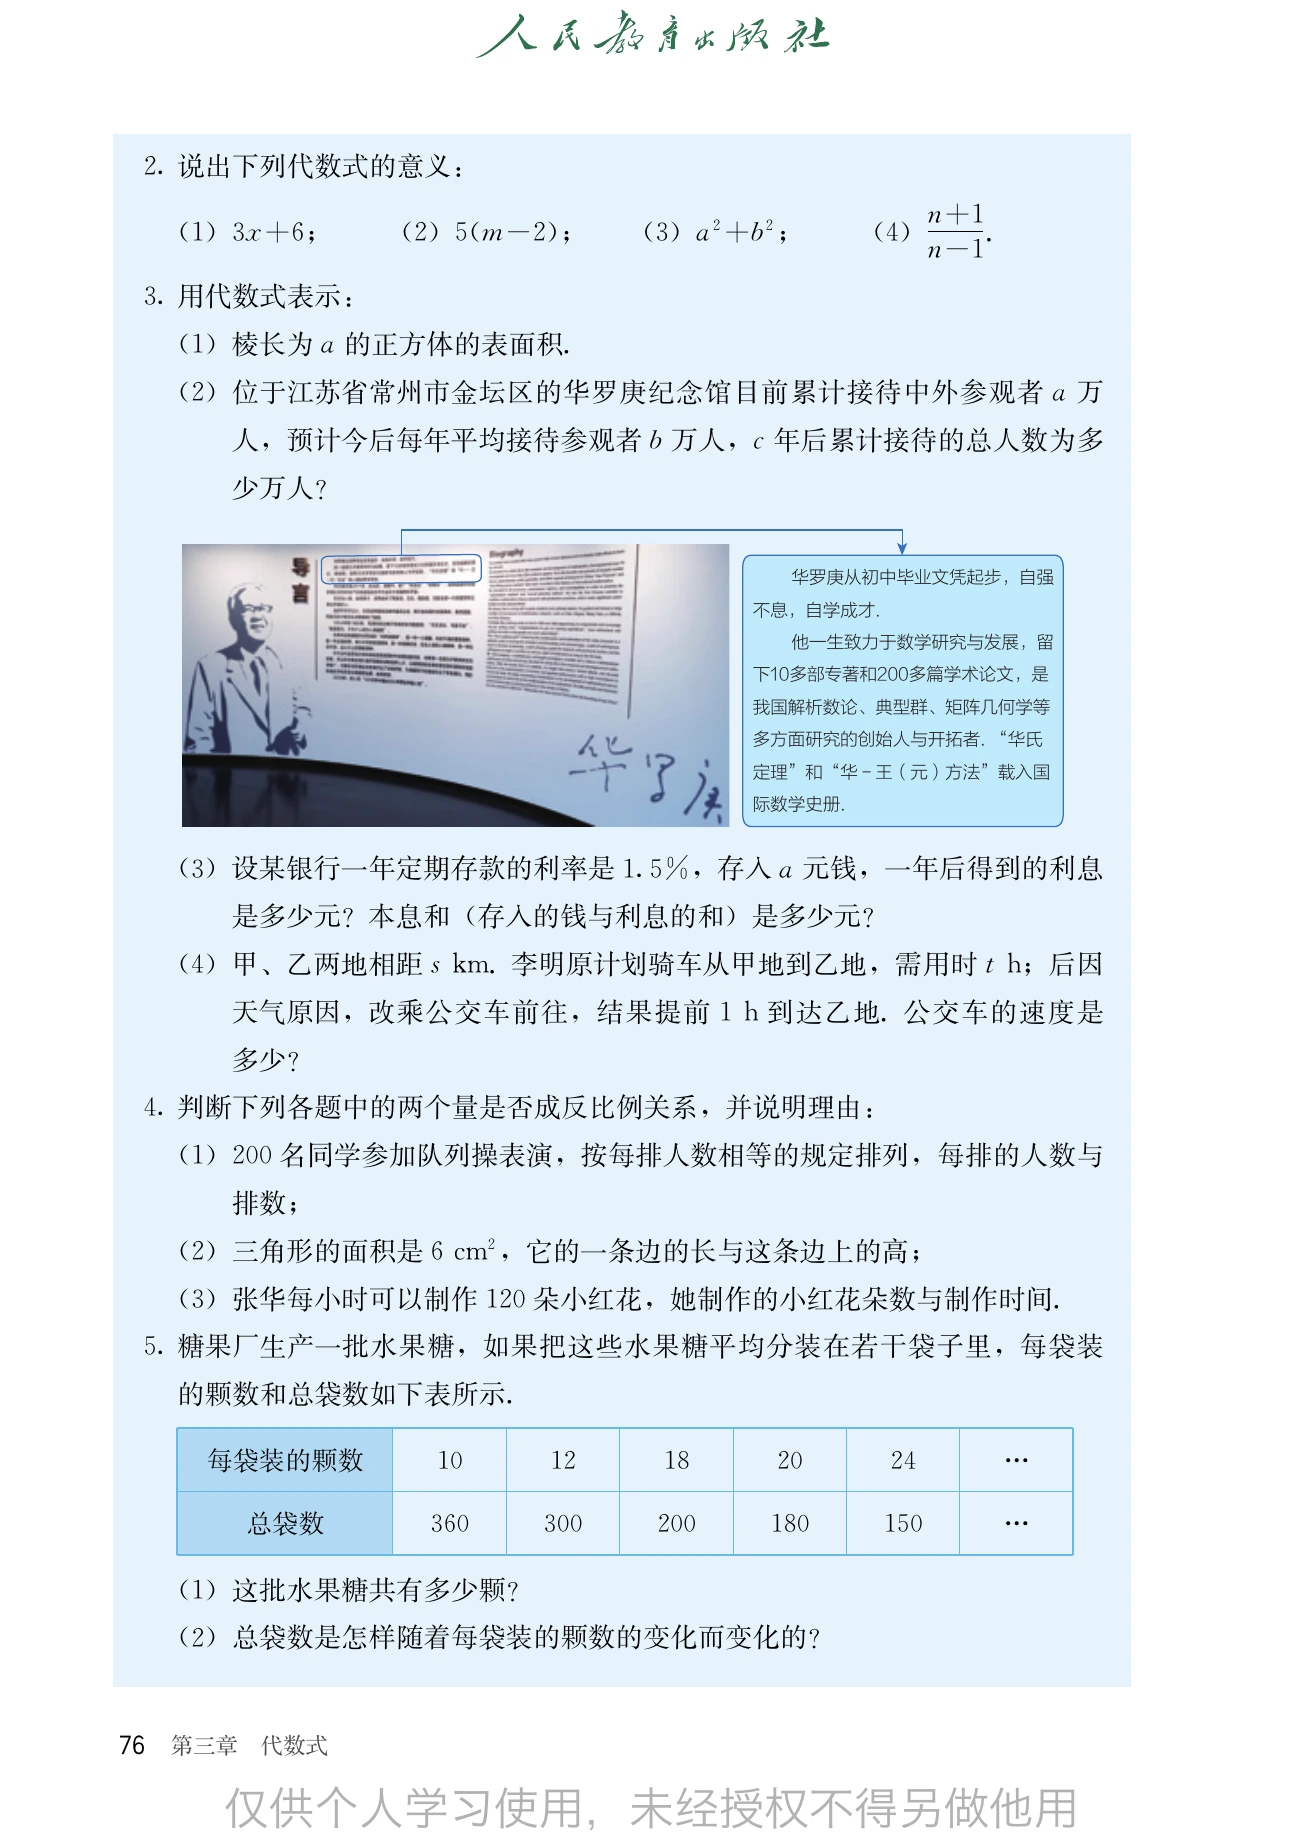 人民教育出版社
2. 说出下列代数式的意义：
（1）3x＋6； （2）5(m－2)； （3）a²＋b²； （4）\frac{n＋1}{n－1}.
3. 用代数式表示：
（1）棱长为 a 的正方体的表面积.
（2）位于江苏省常州市金坛区的华罗庚纪念馆目前累计接待中外参观者 a 万
人，预计今后每年平均接待参观者 b 万人，c 年后累计接待的总人数为多
少万人？
导言
Biography
华罗庚
华罗庚从初中毕业文凭起步，自强
不息，自学成才.
他一生致力于数学研究与发展，留
下10多部专著和200多篇学术论文，是
我国解析数论、典型群、矩阵几何学等
多方面研究的创始人与开拓者.“华氏
定理”和“华－王（元）方法”载入国
际数学史册.
（3）设某银行一年定期存款的利率是 1.5%，存入 a 元钱，一年后得到的利息
是多少元？本息和（存入的钱与利息的和）是多少元？
（4）甲、乙两地相距 s km. 李明原计划骑车从甲地到乙地，需用时 t h；后因
天气原因，改乘公交车前往，结果提前 1 h 到达乙地. 公交车的速度是
多少？
4. 判断下列各题中的两个量是否成反比例关系，并说明理由：
（1）200 名同学参加队列操表演，按每排人数相等的规定排列，每排的人数与
排数；
（2）三角形的面积是 6 cm²，它的一条边的长与这条边上的高；
（3）张华每小时可以制作 120 朵小红花，她制作的小红花朵数与制作时间.
5. 糖果厂生产一批水果糖，如果把这些水果糖平均分装在若干袋子里，每袋装
的颗数和总袋数如下表所示.
每袋装的颗数 10 12 18 20 24 …
总袋数 360 300 200 180 150 …
（1）这批水果糖共有多少颗？
（2）总袋数是怎样随着每袋装的颗数的变化而变化的？
76 第三章 代数式
仅供个人学习使用，未经授权不得另做他用